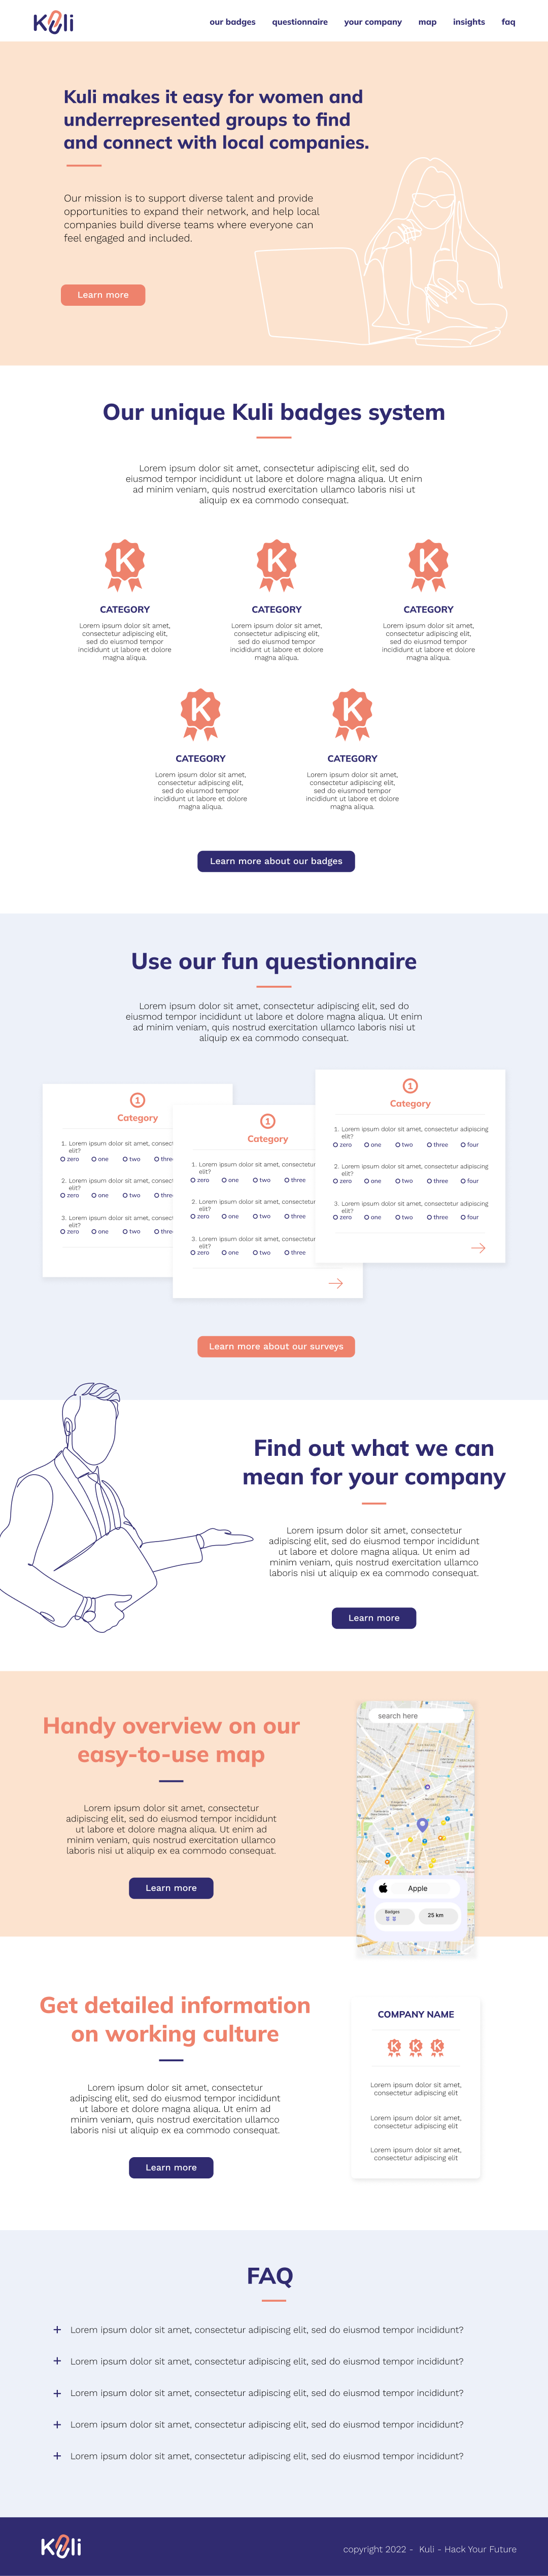 Kuli
our badges questionnaire your company map insights faq
Kuli makes it easy for women and
underrepresented groups to find
and connect with local companies.
Our mission is to support diverse talent and provide
opportunities to expand their network, and help local
companies build diverse teams where everyone can
feel engaged and included.
Learn more
Our unique Kuli badges system
Lorem ipsum dolor sit amet, consectetur adipiscing elit, sed do
eiusmod tempor incididunt ut labore et dolore magna aliqua. Ut enim
ad minim veniam, quis nostrud exercitation ullamco laboris nisi ut
aliquip ex ea commodo consequat.
K
CATEGORY
Lorem ipsum dolor sit amet,
consectetur adipiscing elit,
sed do eiusmod tempor
incididunt ut labore et dolore
magna aliqua.
K
CATEGORY
Lorem ipsum dolor sit amet,
consectetur adipiscing elit,
sed do eiusmod tempor
incididunt ut labore et dolore
magna aliqua.
K
CATEGORY
Lorem ipsum dolor sit amet,
consectetur adipiscing elit,
sed do eiusmod tempor
incididunt ut labore et dolore
magna aliqua.
K
CATEGORY
Lorem ipsum dolor sit amet,
consectetur adipiscing elit,
sed do eiusmod tempor
incididunt ut labore et dolore
magna aliqua.
K
CATEGORY
Lorem ipsum dolor sit amet,
consectetur adipiscing elit,
sed do eiusmod tempor
incididunt ut labore et dolore
magna aliqua.
Learn more about our badges
Use our fun questionnaire
Lorem ipsum dolor sit amet, consectetur adipiscing elit, sed do
eiusmod tempor incididunt ut labore et dolore magna aliqua. Ut enim
ad minim veniam, quis nostrud exercitation ullamco laboris nisi ut
aliquip ex ea commodo consequat.
1
Category
1. Lorem ipsum dolor sit amet, consect
elit?
zero one two three
2. Lorem ipsum dolor sit amet, consect
elit?
zero one two three
3. Lorem ipsum dolor sit amet, consect
elit?
zero one two three
1
Category
1. Lorem ipsum dolor sit amet, consectetur
elit?
zero one two three
2. Lorem ipsum dolor sit amet, consectetur
elit?
zero one two three
3. Lorem ipsum dolor sit amet, consectetur
elit?
zero one two three
1
Category
1. Lorem ipsum dolor sit amet, consectetur adipiscing
elit?
zero one two three four
2. Lorem ipsum dolor sit amet, consectetur adipiscing
elit?
zero one two three four
3. Lorem ipsum dolor sit amet, consectetur adipiscing
elit?
zero one two three four
Learn more about our surveys
Find out what we can
mean for your company
Lorem ipsum dolor sit amet, consectetur
adipiscing elit, sed do eiusmod tempor incididunt
ut labore et dolore magna aliqua. Ut enim ad
minim veniam, quis nostrud exercitation ullamco
laboris nisi ut aliquip ex ea commodo consequat.
Learn more
Handy overview on our
easy-to-use map
Lorem ipsum dolor sit amet, consectetur
adipiscing elit, sed do eiusmod tempor incididunt
ut labore et dolore magna aliqua. Ut enim ad
minim veniam, quis nostrud exercitation ullamco
laboris nisi ut aliquip ex ea commodo consequat.
Learn more
search here
Apple
Badges
25 km
Google
Get detailed information
on working culture
Lorem ipsum dolor sit amet, consectetur
adipiscing elit, sed do eiusmod tempor incididunt
ut labore et dolore magna aliqua. Ut enim ad
minim veniam, quis nostrud exercitation ullamco
laboris nisi ut aliquip ex ea commodo consequat.
Learn more
COMPANY NAME
K K K
Lorem ipsum dolor sit amet,
consectetur adipiscing elit
Lorem ipsum dolor sit amet,
consectetur adipiscing elit
Lorem ipsum dolor sit amet,
consectetur adipiscing elit
FAQ
+ Lorem ipsum dolor sit amet, consectetur adipiscing elit, sed do eiusmod tempor incididunt?
+ Lorem ipsum dolor sit amet, consectetur adipiscing elit, sed do eiusmod tempor incididunt?
+ Lorem ipsum dolor sit amet, consectetur adipiscing elit, sed do eiusmod tempor incididunt?
+ Lorem ipsum dolor sit amet, consectetur adipiscing elit, sed do eiusmod tempor incididunt?
+ Lorem ipsum dolor sit amet, consectetur adipiscing elit, sed do eiusmod tempor incididunt?
Kuli
copyright 2022 - Kuli - Hack Your Future